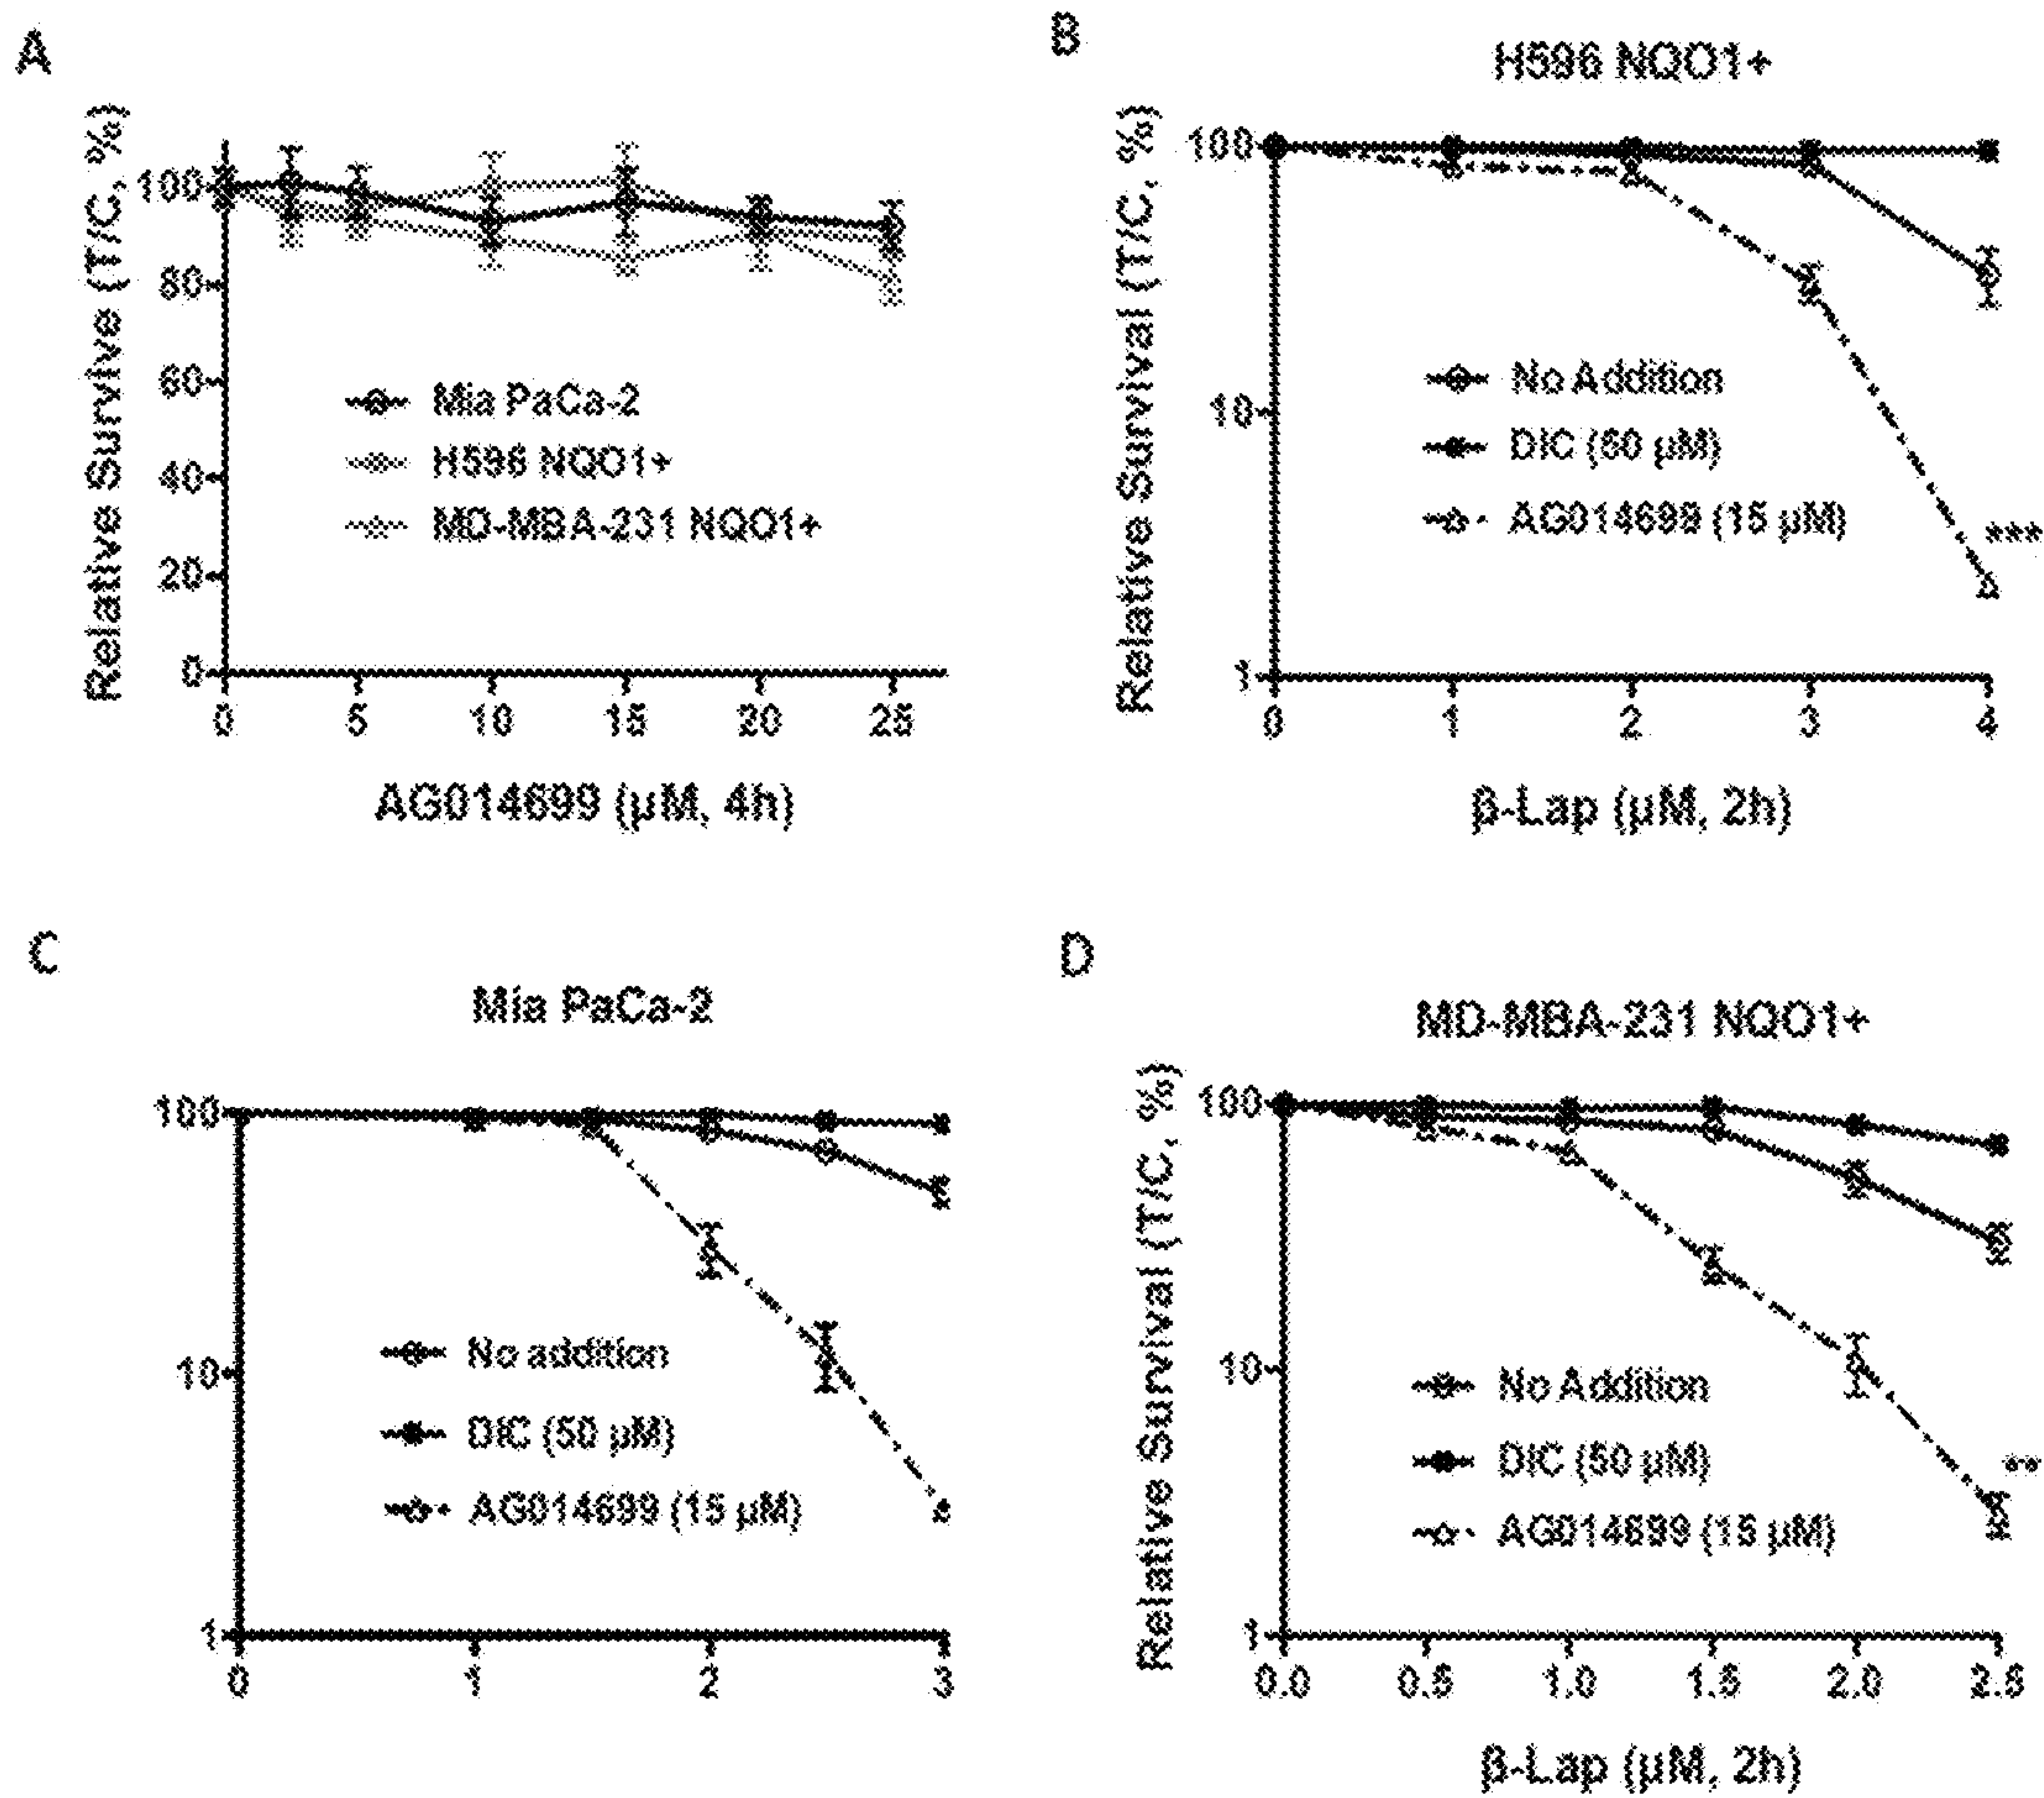 A
Relative Survive (T/C, %)
100
80
60
40
20
0
Mia PaCa-2
H596 NQO1+
MD-MBA-231 NQO1+
0 5 10 15 20 25
AG014699 (µM, 4h)
B
H596 NQO1+
Relative Survival (T/C, %)
100
10
1
No Addition
DIC (50 µM)
AG014699 (15 µM)
***
0 1 2 3 4
β-Lap (µM, 2h)
C
Mia PaCa-2
100
10
1
No addition
DIC (50 µM)
AG014699 (15 µM)
0 1 2 3
D
MD-MBA-231 NQO1+
Relative Survival (T/C, %)
100
10
1
No Addition
DIC (50 µM)
AG014699 (15 µM)
**
0.0 0.5 1.0 1.5 2.0 2.5
β-Lap (µM, 2h)